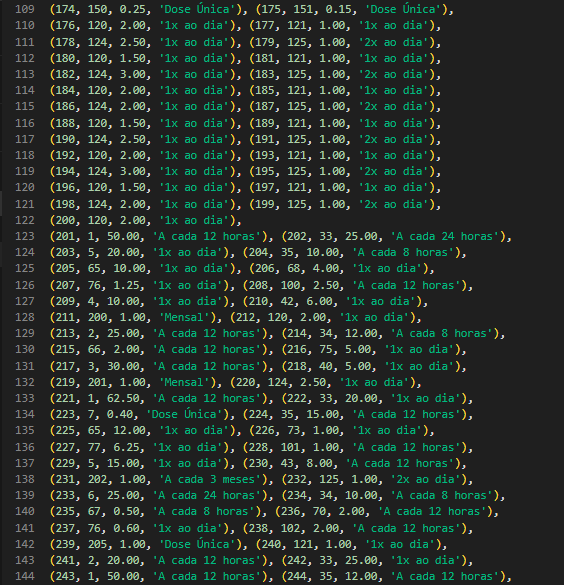 109 (174, 150, 0.25, 'Dose Única'), (175, 151, 0.15, 'Dose Única'),
110 (176, 120, 2.00, '1x ao dia'), (177, 121, 1.00, '1x ao dia'),
111 (178, 124, 2.50, '1x ao dia'), (179, 125, 1.00, '2x ao dia'),
112 (180, 120, 1.50, '1x ao dia'), (181, 121, 1.00, '1x ao dia'),
113 (182, 124, 3.00, '1x ao dia'), (183, 125, 1.00, '2x ao dia'),
114 (184, 120, 2.00, '1x ao dia'), (185, 121, 1.00, '1x ao dia'),
115 (186, 124, 2.00, '1x ao dia'), (187, 125, 1.00, '2x ao dia'),
116 (188, 120, 1.50, '1x ao dia'), (189, 121, 1.00, '1x ao dia'),
117 (190, 124, 2.50, '1x ao dia'), (191, 125, 1.00, '2x ao dia'),
118 (192, 120, 2.00, '1x ao dia'), (193, 121, 1.00, '1x ao dia'),
119 (194, 124, 3.00, '1x ao dia'), (195, 125, 1.00, '2x ao dia'),
120 (196, 120, 1.50, '1x ao dia'), (197, 121, 1.00, '1x ao dia'),
121 (198, 124, 2.00, '1x ao dia'), (199, 125, 1.00, '2x ao dia'),
122 (200, 120, 2.00, '1x ao dia'),
123 (201, 1, 50.00, 'A cada 12 horas'), (202, 33, 25.00, 'A cada 24 horas'),
124 (203, 5, 20.00, '1x ao dia'), (204, 35, 10.00, 'A cada 8 horas'),
125 (205, 65, 10.00, '1x ao dia'), (206, 68, 4.00, '1x ao dia'),
126 (207, 76, 1.25, '1x ao dia'), (208, 100, 2.50, 'A cada 12 horas'),
127 (209, 4, 10.00, '1x ao dia'), (210, 42, 6.00, '1x ao dia'),
128 (211, 200, 1.00, 'Mensal'), (212, 120, 2.00, '1x ao dia'),
129 (213, 2, 25.00, 'A cada 12 horas'), (214, 34, 12.00, 'A cada 8 horas'),
130 (215, 66, 2.00, 'A cada 12 horas'), (216, 75, 5.00, '1x ao dia'),
131 (217, 3, 30.00, 'A cada 12 horas'), (218, 40, 5.00, '1x ao dia'),
132 (219, 201, 1.00, 'Mensal'), (220, 124, 2.50, '1x ao dia'),
133 (221, 1, 62.50, 'A cada 12 horas'), (222, 33, 20.00, '1x ao dia'),
134 (223, 7, 0.40, 'Dose Única'), (224, 35, 15.00, 'A cada 12 horas'),
135 (225, 65, 12.00, '1x ao dia'), (226, 73, 1.00, '1x ao dia'),
136 (227, 77, 6.25, '1x ao dia'), (228, 101, 1.00, 'A cada 12 horas'),
137 (229, 5, 15.00, '1x ao dia'), (230, 43, 8.00, 'A cada 12 horas'),
138 (231, 202, 1.00, 'A cada 3 meses'), (232, 125, 1.00, '2x ao dia'),
139 (233, 6, 25.00, 'A cada 24 horas'), (234, 34, 10.00, 'A cada 8 horas'),
140 (235, 67, 0.50, 'A cada 8 horas'), (236, 70, 2.00, 'A cada 12 horas'),
141 (237, 76, 0.60, '1x ao dia'), (238, 102, 2.00, 'A cada 12 horas'),
142 (239, 205, 1.00, 'Dose Única'), (240, 121, 1.00, '1x ao dia'),
143 (241, 2, 20.00, 'A cada 12 horas'), (242, 33, 25.00, '1x ao dia'),
144 (243, 1, 50.00, 'A cada 12 horas'), (244, 35, 12.00, 'A cada 12 horas'),